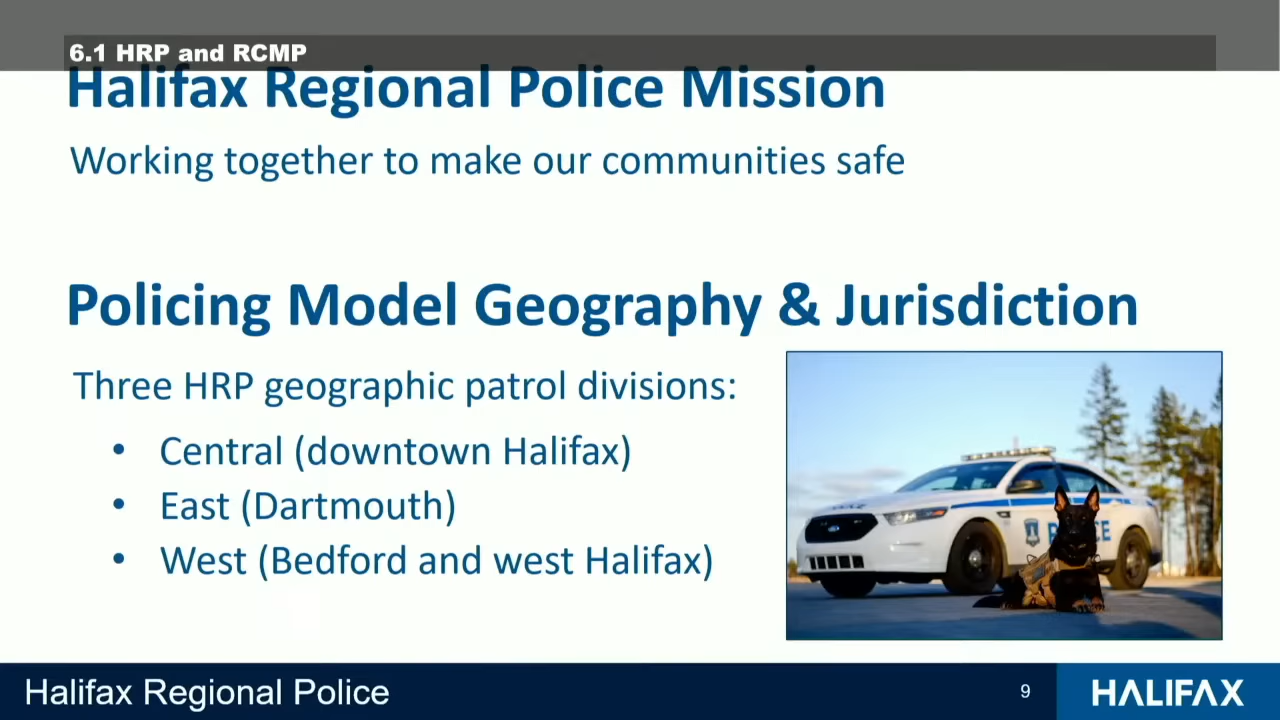 6.1 HRP and RCMP
Halifax Regional Police Mission
Working together to make our communities safe
Policing Model Geography & Jurisdiction
Three HRP geographic patrol divisions:
• Central (downtown Halifax)
• East (Dartmouth)
• West (Bedford and west Halifax)
Halifax Regional Police
9
HALIFAX